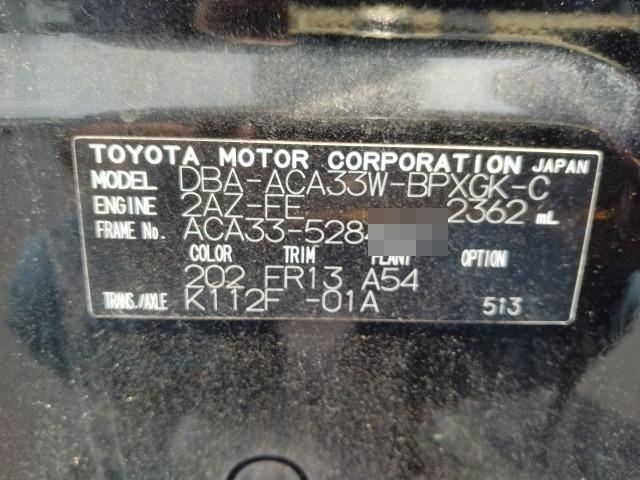 TOYOTA MOTOR CORPORATION JAPAN
MODEL DBA-ACA33W-BPXGK-C
ENGINE 2AZ-FE 2362 mL
FRAME No. ACA33-528
COLOR TRIM PLANT OPTION
202 FR13 A54
TRANS./AXLE K112F -01A 513